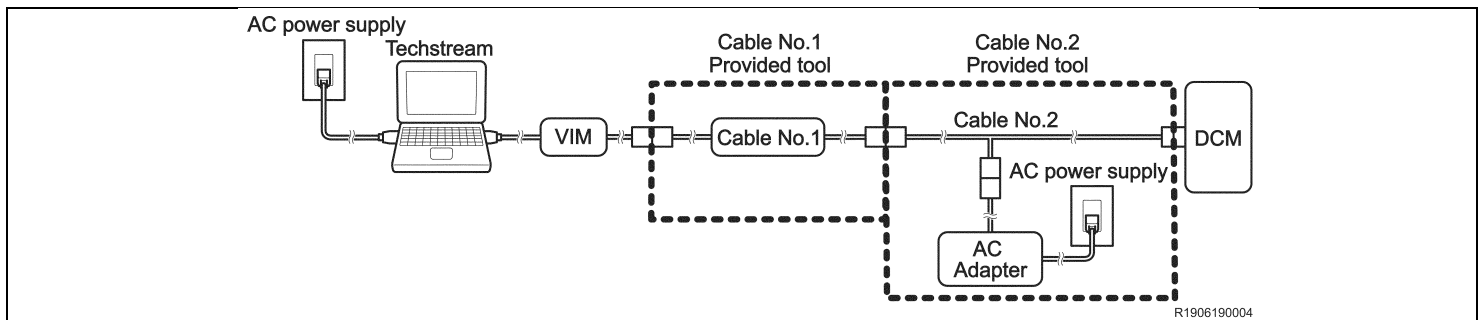 AC power supply
Techstream
Cable No.1
Provided tool
Cable No.2
Provided tool
VIM
Cable No.1
Cable No.2
DCM
AC power supply
AC
Adapter
R1906190004